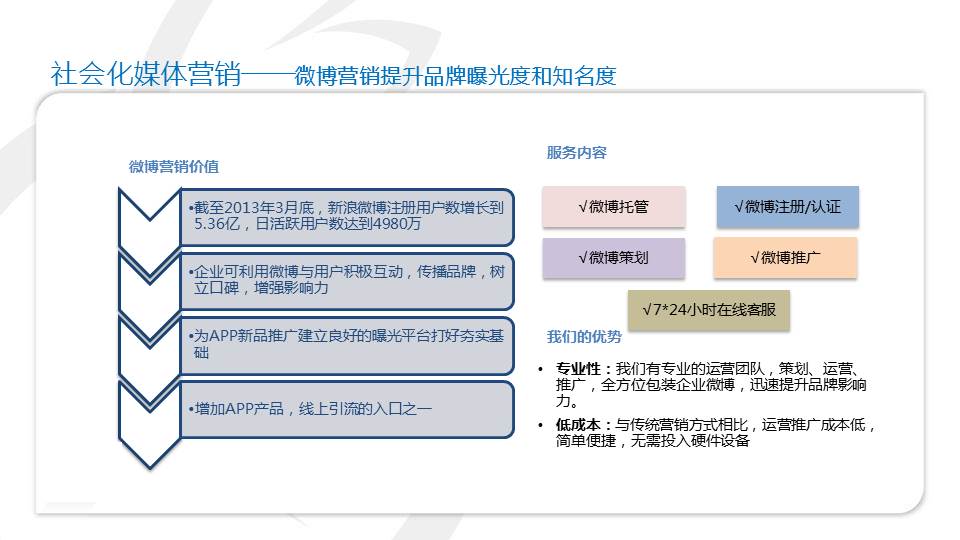 社会化媒体营销——微博营销提升品牌曝光度和知名度
微博营销价值
•截至2013年3月底，新浪微博注册用户数增长到
5.36亿，日活跃用户数达到4980万
•企业可利用微博与用户积极互动，传播品牌，树
立口碑，增强影响力
•为APP新品推广建立良好的曝光平台打好夯实基
础
•增加APP产品，线上引流的入口之一
服务内容
√微博托管
√微博注册/认证
√微博策划
√微博推广
√7*24小时在线客服
我们的优势
• 专业性：我们有专业的运营团队，策划、运营、
推广，全方位包装企业微博，迅速提升品牌影响
力。
• 低成本：与传统营销方式相比，运营推广成本低，
简单便捷，无需投入硬件设备